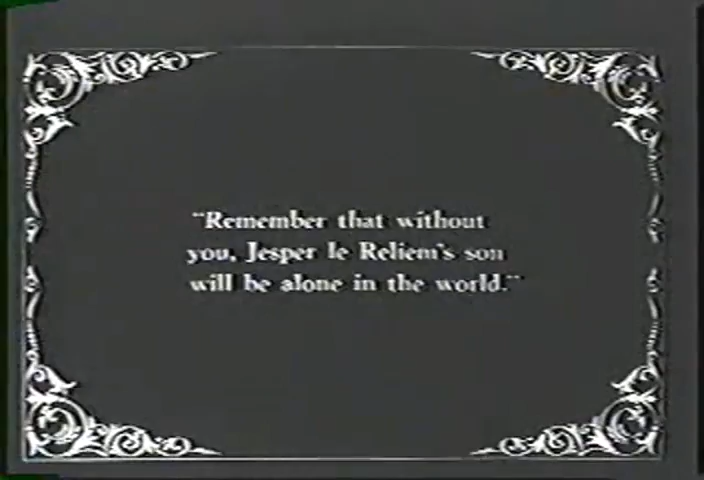 "Remember that without
you, Jesper le Reliem's son
will be alone in the world."